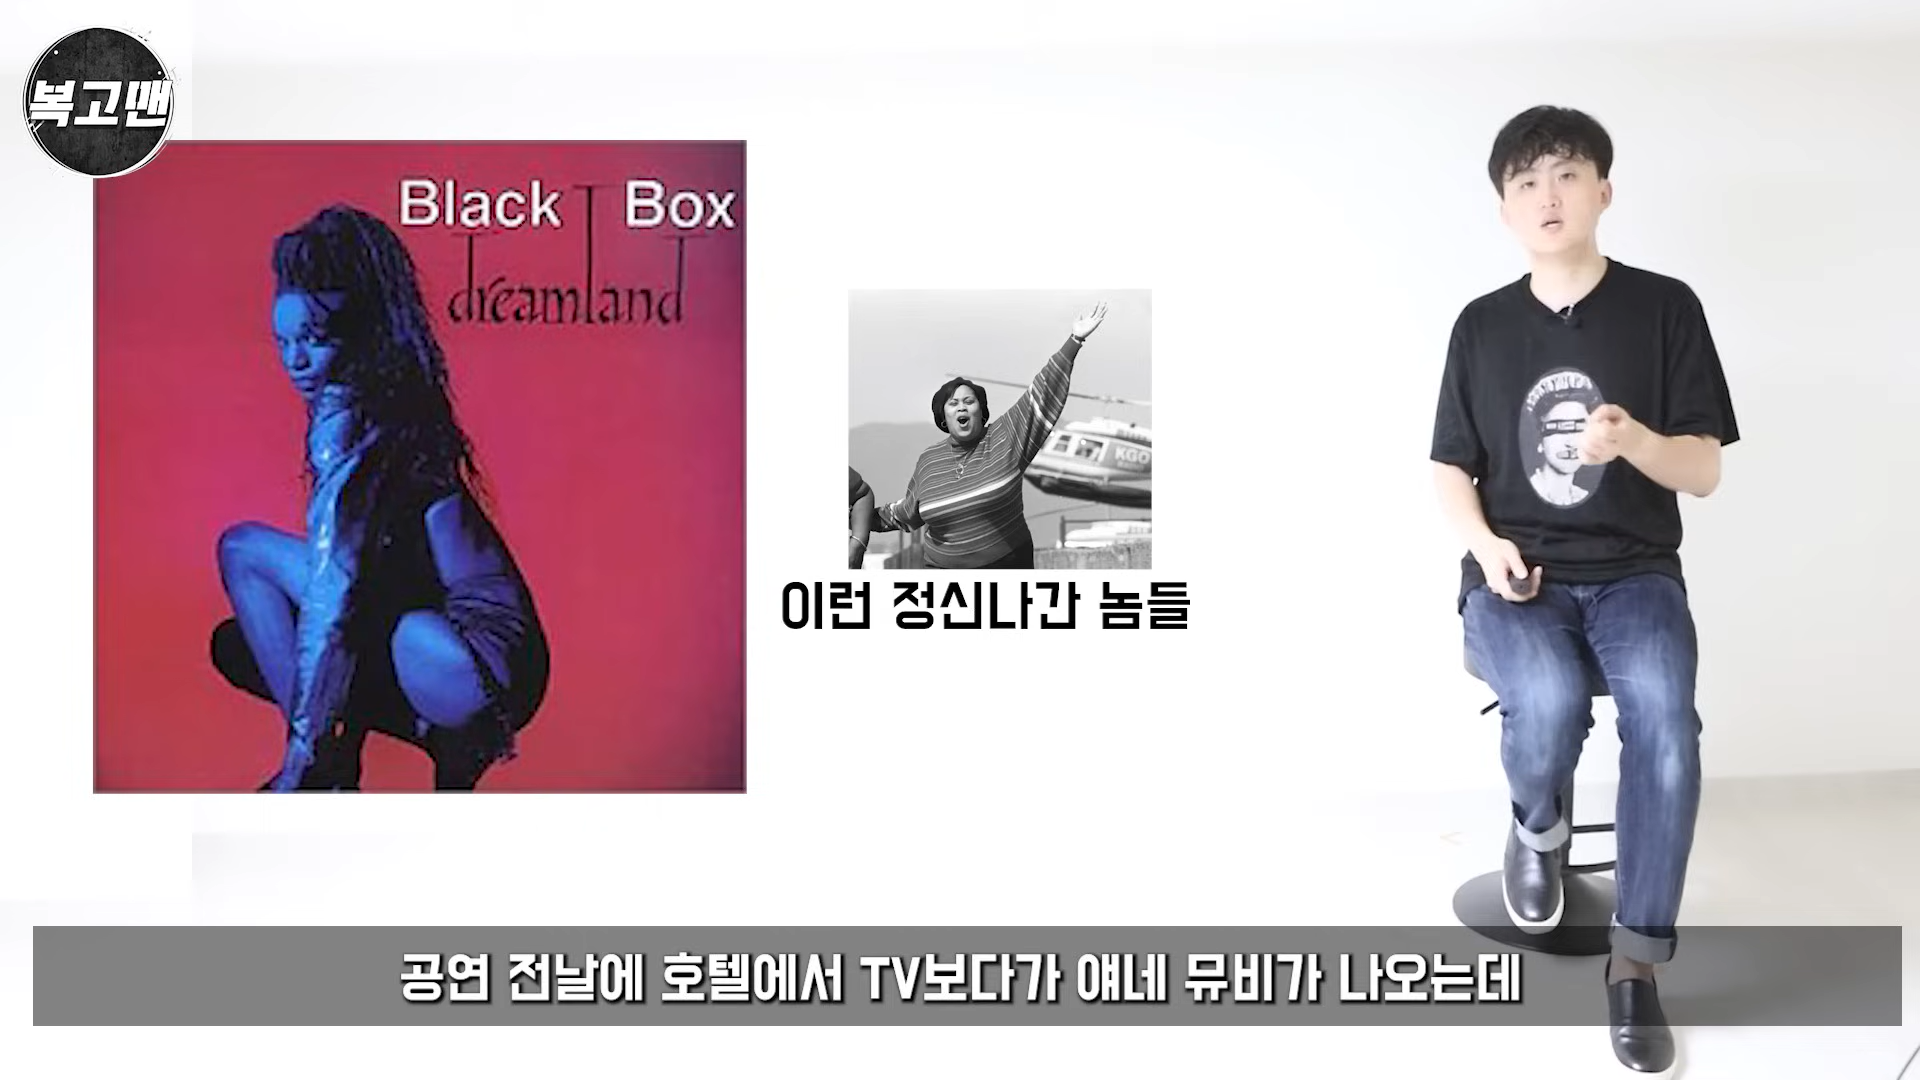 복고맨
Black Box
dreamland
KGO
이런 정신나간 놈들
공연 전날에 호텔에서 TV보다가 얘네 뮤비가 나오는데